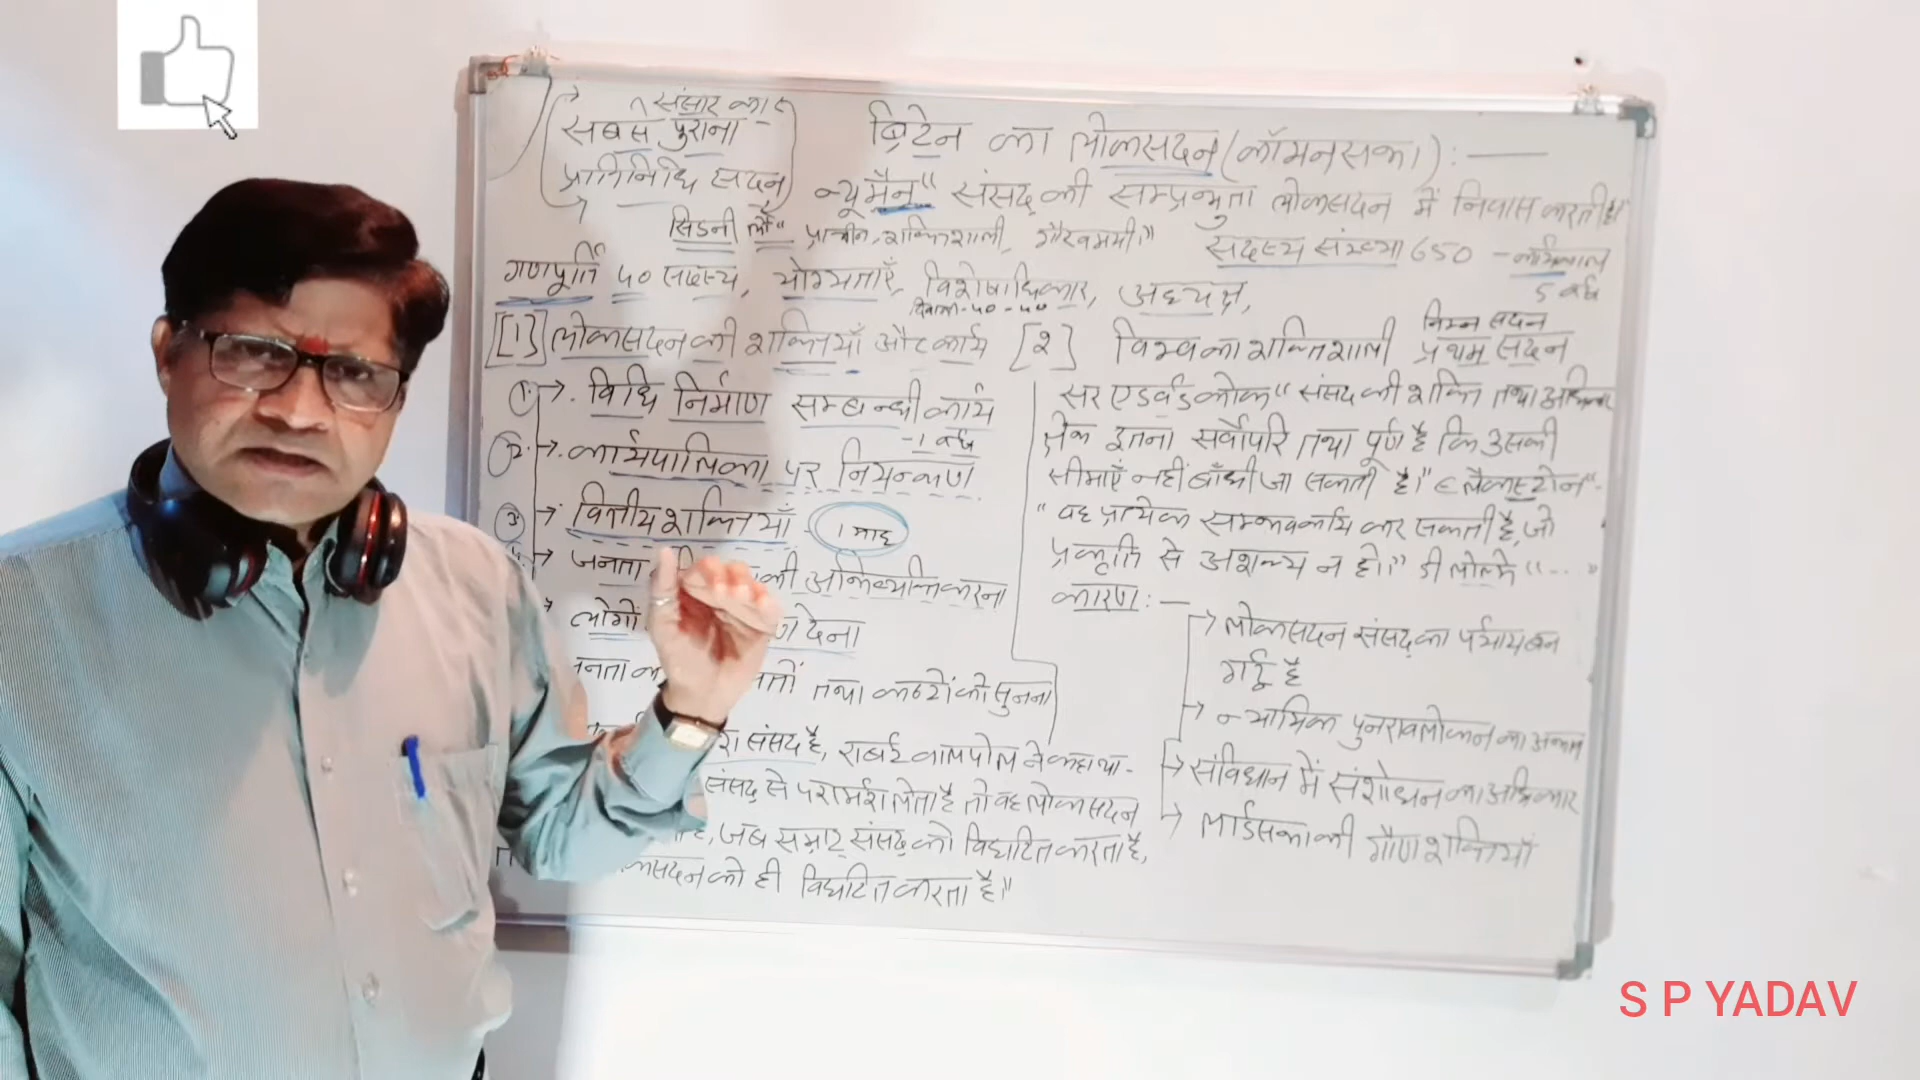 संसार का
सबसे पुराना
प्रतिनिधि सदन
ब्रिटेन का लोकसदन (कॉमनसभा) : —
न्यूमैन" संसद् की सम्प्रभुता लोकसदन में निवास करती है"
सिडनी लौ" प्राचीन, शक्तिशाली, गौरवमयी।" सदस्य संख्या 650 - कार्यकाल
5 वर्ष
गणपूर्ति 40 सदस्य, योग्यताएँ, विशेषाधिकार, अध्यक्ष,
[1] लोकसदन की शक्तियाँ और कार्य
① → विधि निर्माण सम्बन्धी कार्य
- 1 वर्ष
② → कार्यपालिका पर नियन्त्रण
③ → वित्तीय शक्तियाँ - 1 माह
→ जनता की अभिव्यक्ति करना
लोगों देना
तथा कष्टों को सुनना
संसद है, राबर्ट वालपोल ने कहा था -
संसद् से परामर्श लेता है तो वह लोकसदन
है, जब सम्राट् संसद् को विघटित करता है,
कसदन को ही विघटित करता है।"
[२] विश्व का शक्तिशाली प्रथम सदन
निम्न सदन
सर एडवर्ड कोक" संसद की शक्ति तथा अधिकार
क्षेत्र इतना सर्वोपरि तथा पूर्ण है कि उसकी
सीमाएँ नहीं बाँधी जा सकती है।" ब्लैकस्टोन" -
"वह प्रत्येक सम्भव कार्य कर सकती है, जो
प्रकृति से अशक्य न हो।" डी लोल्मे "--- "
कारण : —
→ लोकसदन संसद् का पर्याय बन
गई है
→ न्यायिक पुनरावलोकन का अभाव
→ संविधान में संशोधन का अधिकार
→ लार्डसभा की गौण शक्तियाँ
S P YADAV